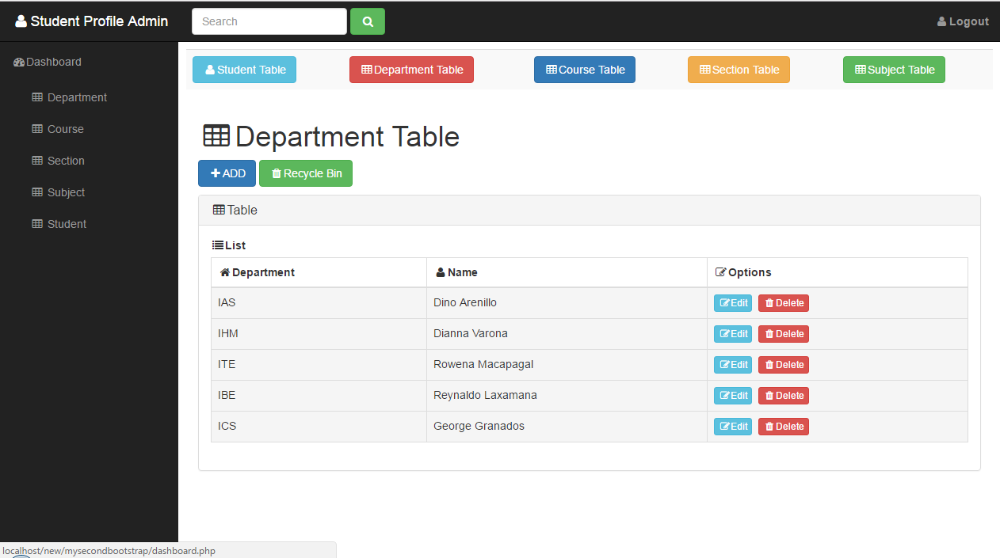 Student Profile Admin Search Logout
Dashboard
Department
Course
Section
Subject
Student
Student Table Department Table Course Table Section Table Subject Table
Department Table
ADD Recycle Bin
Table
List
Department Name Options
IAS Dino Arenillo Edit Delete
IHM Dianna Varona Edit Delete
ITE Rowena Macapagal Edit Delete
IBE Reynaldo Laxamana Edit Delete
ICS George Granados Edit Delete
localhost/new/mysecondbootstrap/dashboard.php